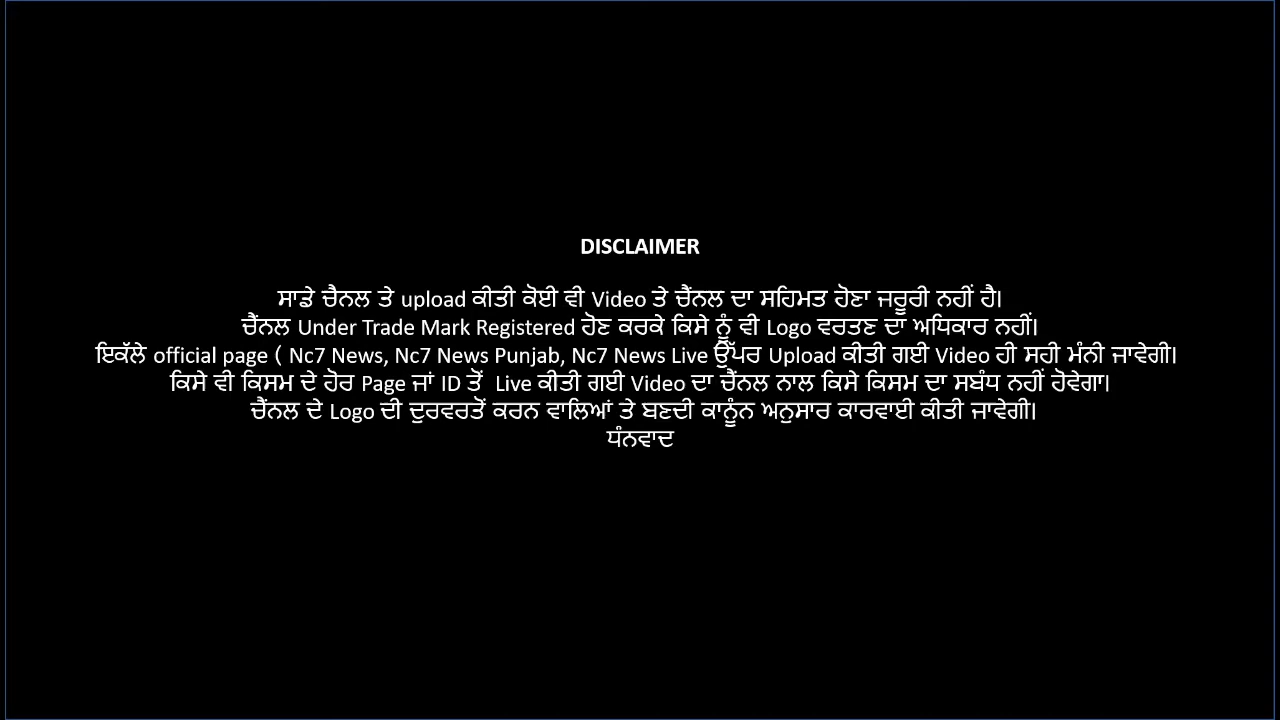 DISCLAIMER
ਸਾਡੇ ਚੈਨਲ ਤੇ upload ਕੀਤੀ ਕੋਈ ਵੀ Video ਤੇ ਚੈਂਨਲ ਦਾ ਸਹਿਮਤ ਹੋਣਾ ਜਰੂਰੀ ਨਹੀਂ ਹੈ।
ਚੈਂਨਲ Under Trade Mark Registered ਹੋਣ ਕਰਕੇ ਕਿਸੇ ਨੂੰ ਵੀ Logo ਵਰਤਣ ਦਾ ਅਧਿਕਾਰ ਨਹੀਂ।
ਇਕੱਲੇ official page ( Nc7 News, Nc7 News Punjab, Nc7 News Live ਉੱਪਰ Upload ਕੀਤੀ ਗਈ Video ਹੀ ਸਹੀ ਮੰਨੀ ਜਾਵੇਗੀ।
ਕਿਸੇ ਵੀ ਕਿਸਮ ਦੇ ਹੋਰ Page ਜਾਂ ID ਤੋਂ Live ਕੀਤੀ ਗਈ Video ਦਾ ਚੈਂਨਲ ਨਾਲ ਕਿਸੇ ਕਿਸਮ ਦਾ ਸਬੰਧ ਨਹੀਂ ਹੋਵੇਗਾ।
ਚੈਂਨਲ ਦੇ Logo ਦੀ ਦੁਰਵਰਤੋਂ ਕਰਨ ਵਾਲਿਆਂ ਤੇ ਬਣਦੀ ਕਾਨੂੰਨ ਅਨੁਸਾਰ ਕਾਰਵਾਈ ਕੀਤੀ ਜਾਵੇਗੀ।
ਧੰਨਵਾਦ